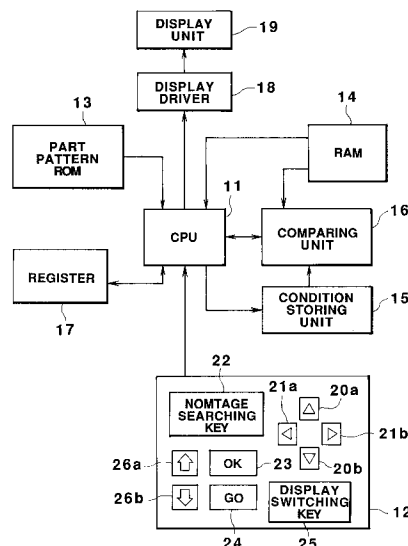 DISPLAY
UNIT
19
DISPLAY
DRIVER
18
13
14
PART
PATTERN
ROM
RAM
11
16
CPU
COMPARING
UNIT
REGISTER
17
CONDITION
STORING
UNIT
15
22
21a
20a
NOMTAGE
SEARCHING
KEY
21b
26a
OK
23
20b
26b
GO
DISPLAY
SWITCHING
KEY
12
24
25